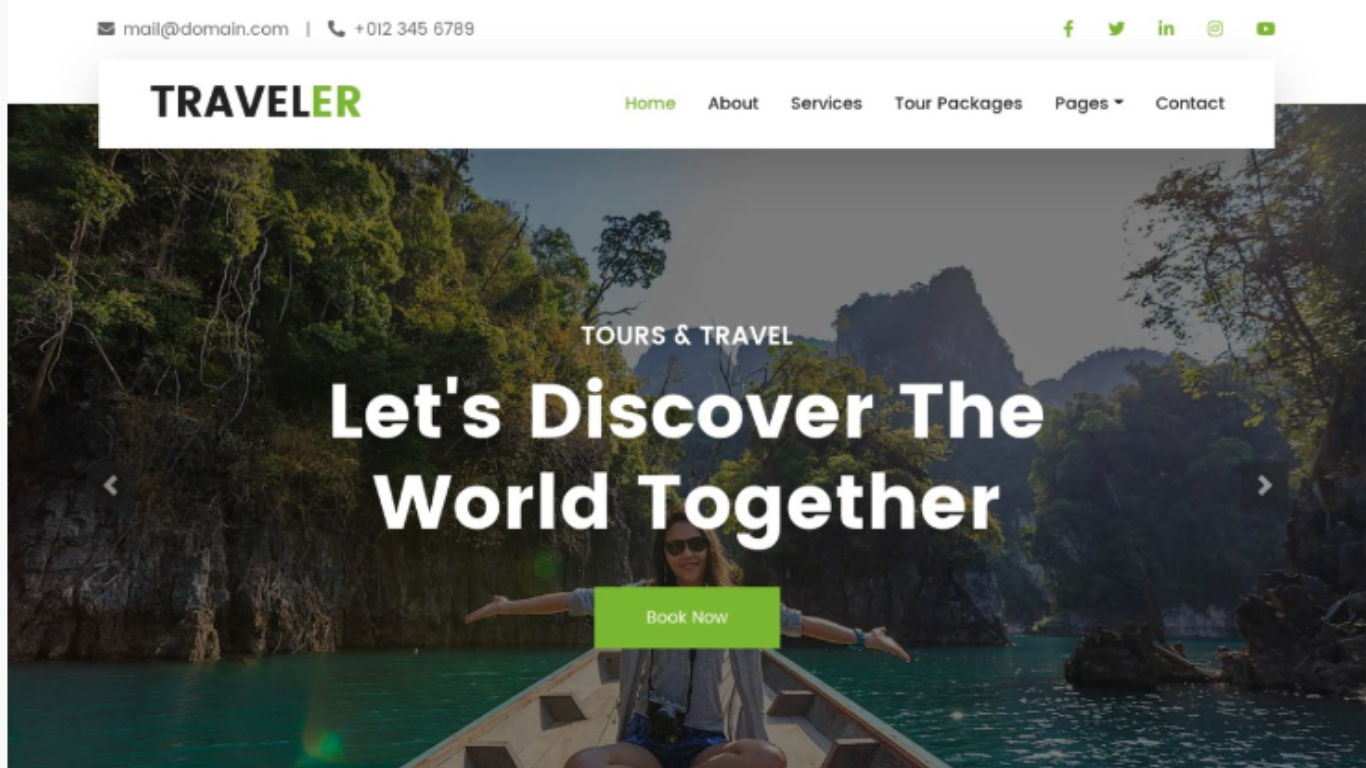 mail@domain.com | +012 345 6789
TRAVELER
Home About Services Tour Packages Pages Contact
TOURS & TRAVEL
Let's Discover The
World Together
Book Now